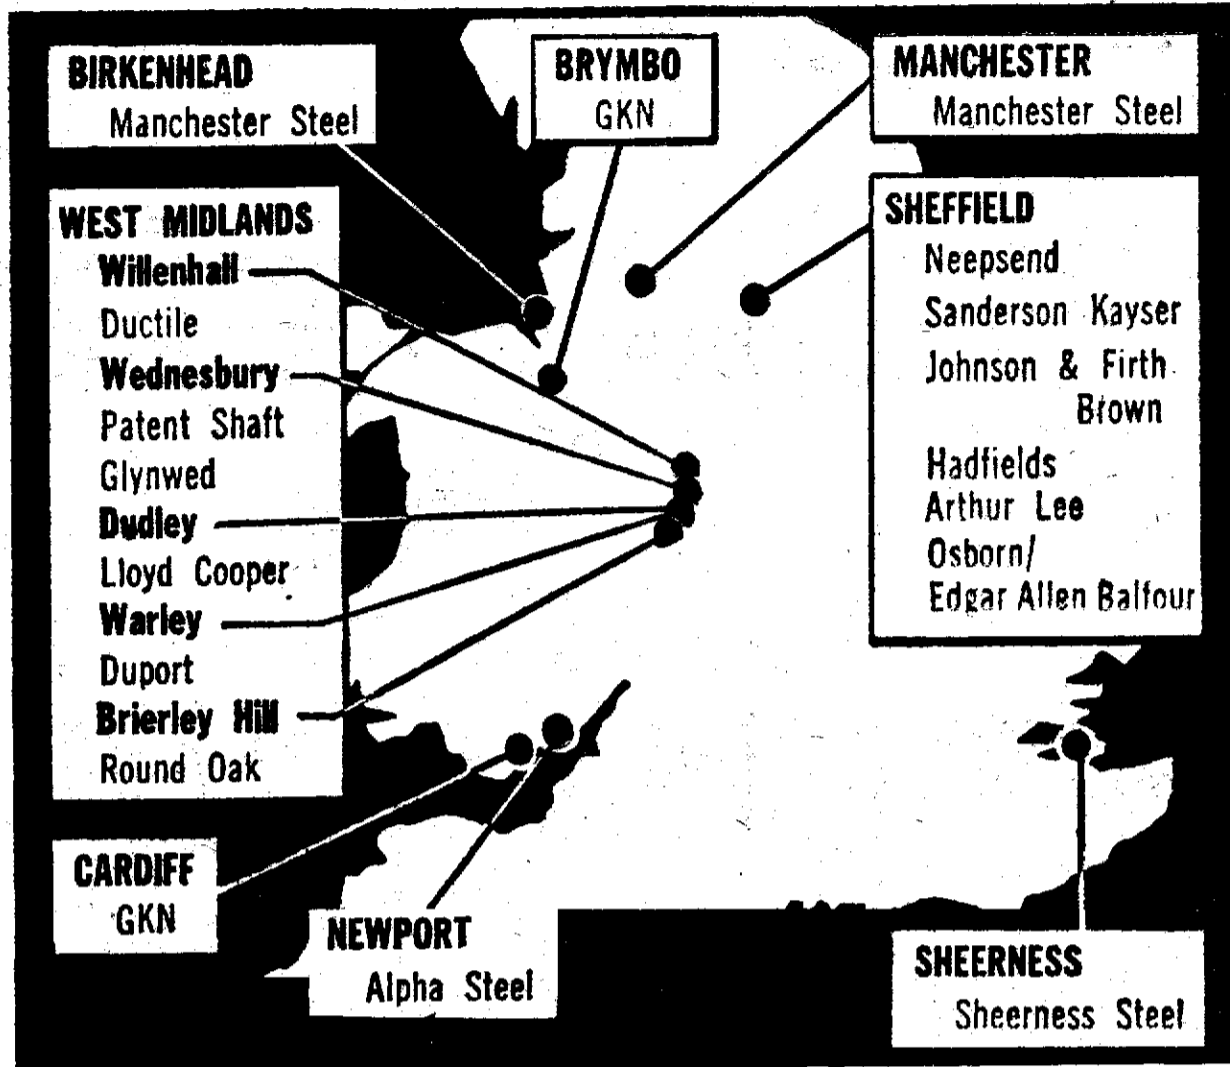 BIRKENHEAD
Manchester Steel
BRYMBO
GKN
MANCHESTER
Manchester Steel
WEST MIDLANDS
Willenhall
Ductile
Wednesbury
Patent Shaft
Glynwed
Dudley
Lloyd Cooper
Warley
Duport
Brierley Hill
Round Oak
SHEFFIELD
Neepsend
Sanderson Kayser
Johnson & Firth
Brown
Hadfields
Arthur Lee
Osborn/
Edgar Allen Balfour
CARDIFF
GKN
NEWPORT
Alpha Steel
SHEERNESS
Sheerness Steel